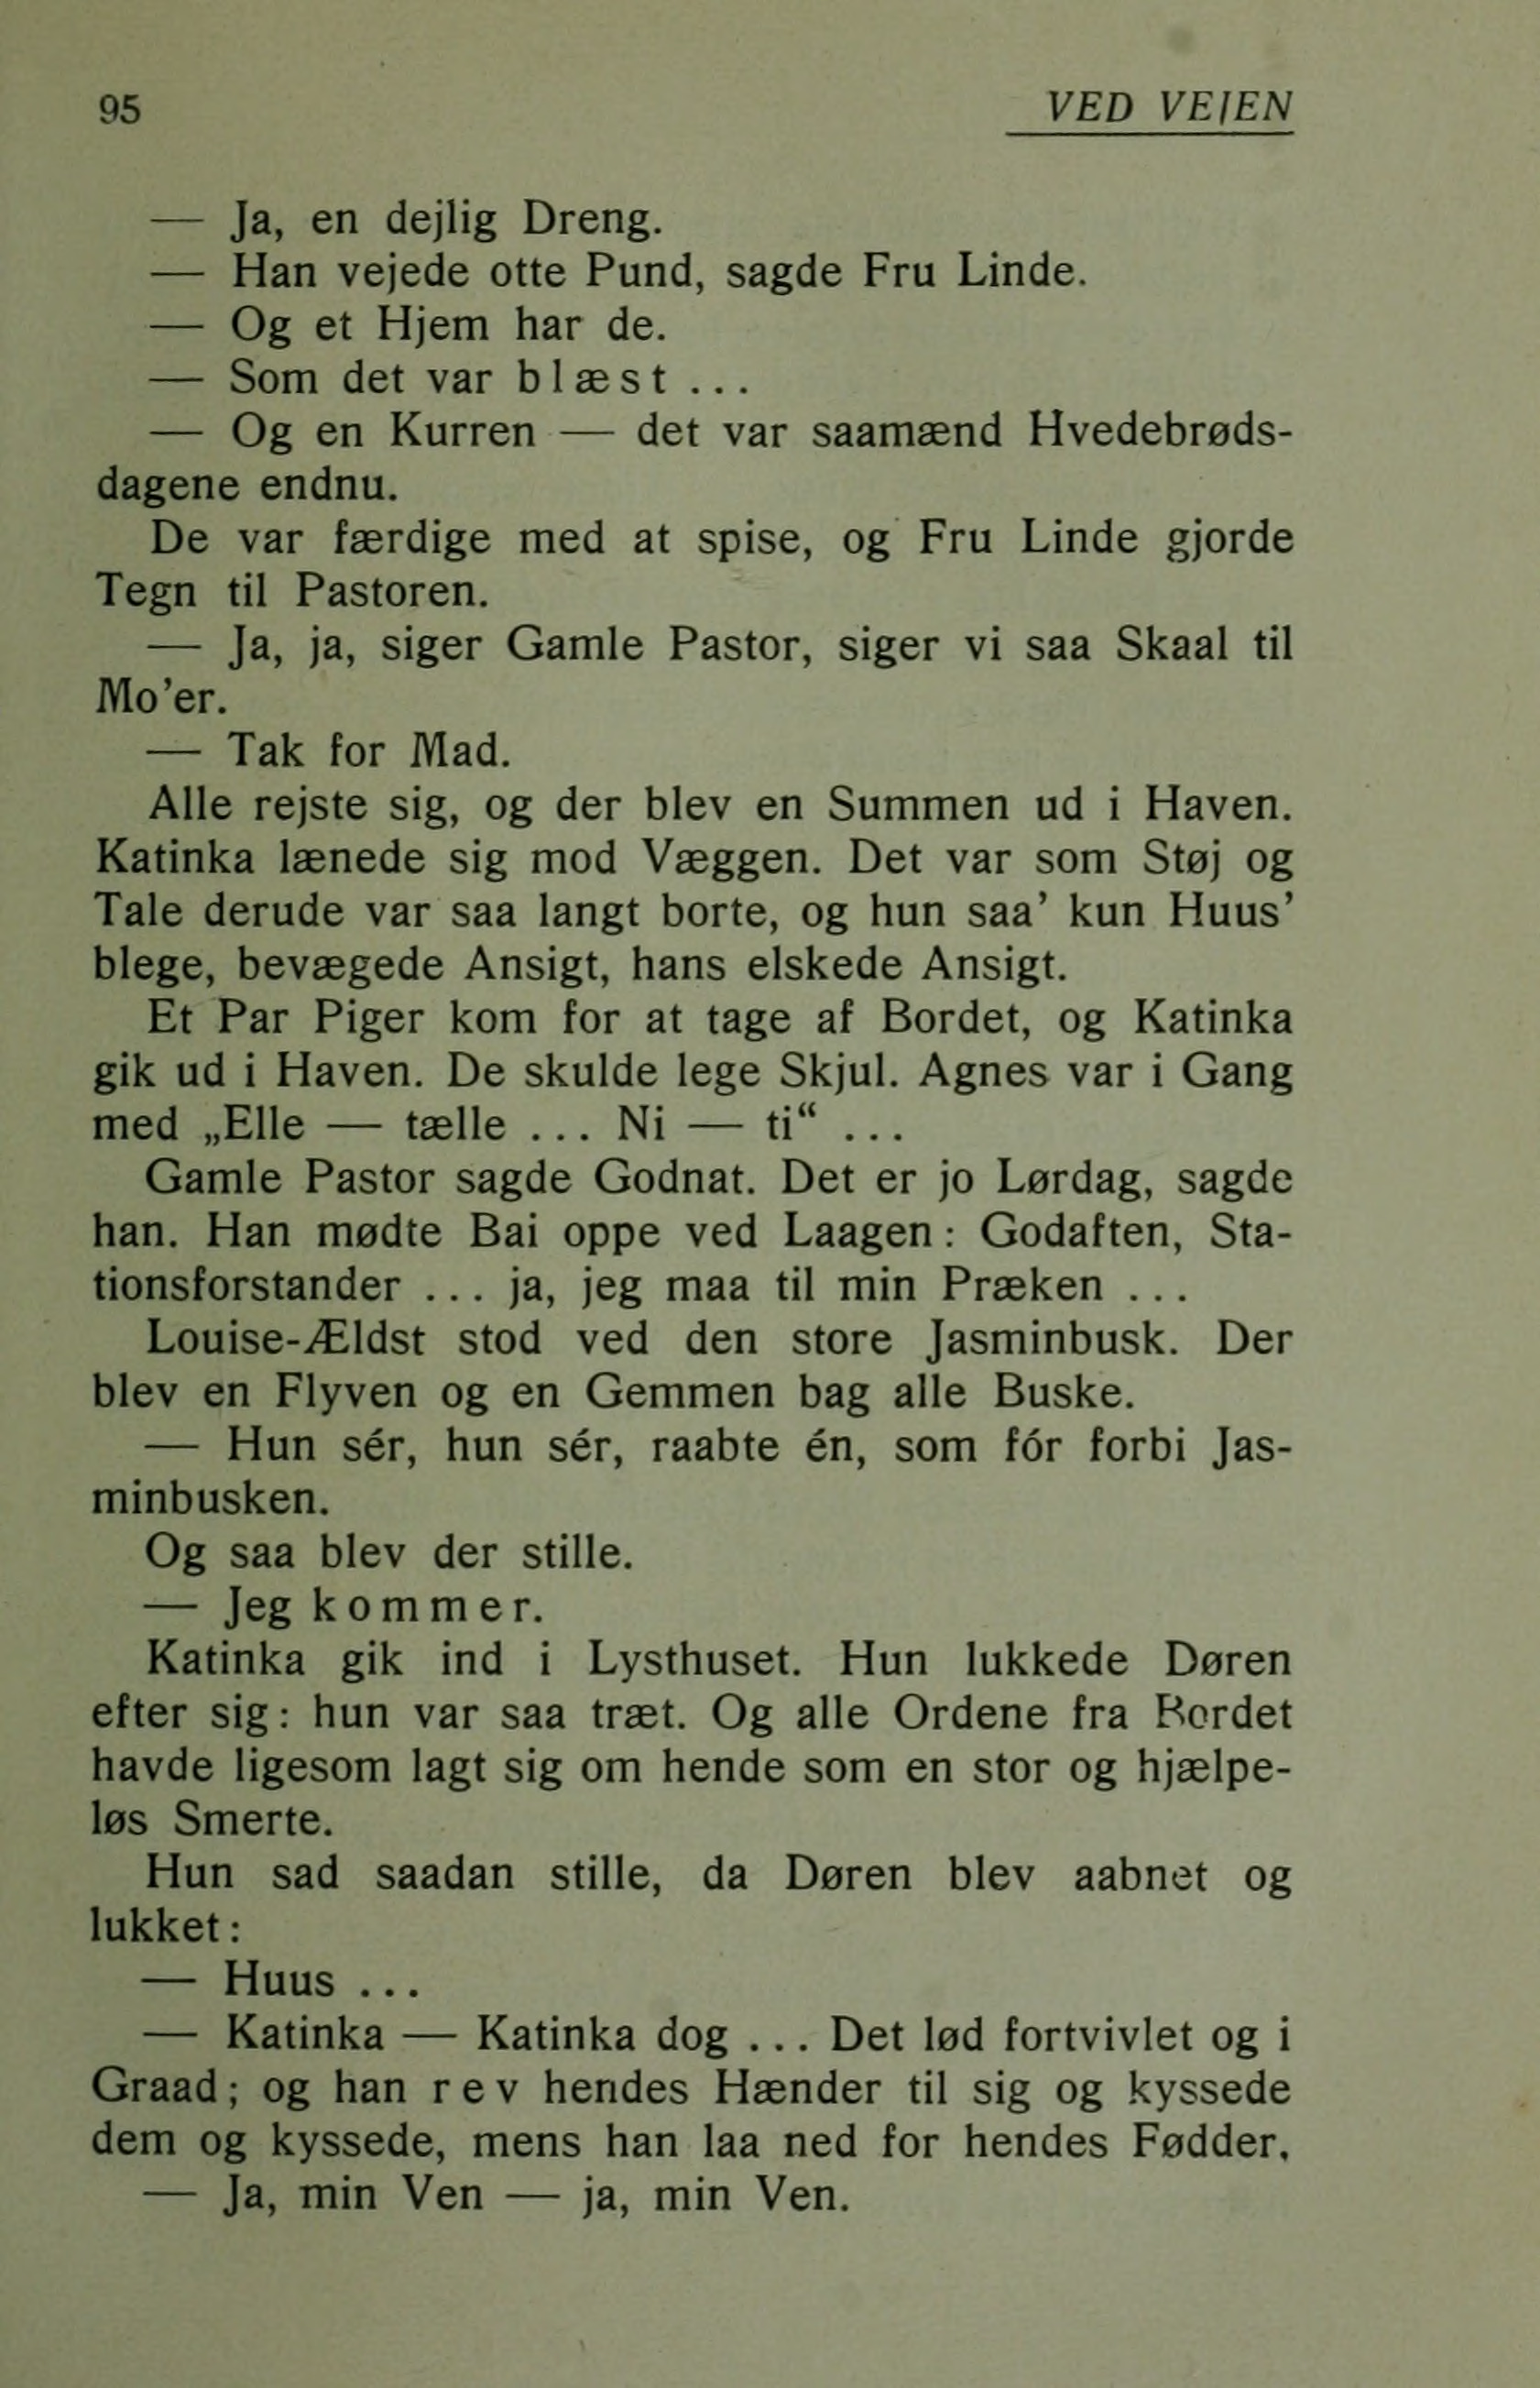 95
VED VEJEN
— Ja, en dejlig Dreng.
— Han vejede otte Pund, sagde Fru Linde.
— Og et Hjem har de.
— Som det var blæst ...
— Og en Kurren — det var saamænd Hvedebrøds-
dagene endnu.
De var færdige med at spise, og Fru Linde gjorde
Tegn til Pastoren.
— Ja, ja, siger Gamle Pastor, siger vi saa Skaal til
Mo’er.
— Tak for Mad.
Alle rejste sig, og der blev en Summen ud i Haven.
Katinka lænede sig mod Væggen. Det var som Støj og
Tale derude var saa langt borte, og hun saa’ kun Huus’
blege, bevægede Ansigt, hans elskede Ansigt.
Et Par Piger kom for at tage af Bordet, og Katinka
gik ud i Haven. De skulde lege Skjul. Agnes var i Gang
med „Elle — tælle ... Ni — ti“ ...
Gamle Pastor sagde Godnat. Det er jo Lørdag, sagde
han. Han mødte Bai oppe ved Laagen: Godaften, Sta-
tionsforstander ... ja, jeg maa til min Præken ...
Louise-Ældst stod ved den store Jasminbusk. Der
blev en Flyven og en Gemmen bag alle Buske.
— Hun sér, hun sér, raabte én, som fór forbi Jas-
minbusken.
Og saa blev der stille.
— Jeg kommer.
Katinka gik ind i Lysthuset. Hun lukkede Døren
efter sig: hun var saa træt. Og alle Ordene fra Bordet
havde ligesom lagt sig om hende som en stor og hjælpe-
løs Smerte.
Hun sad saadan stille, da Døren blev aabnet og
lukket:
— Huus ...
— Katinka — Katinka dog ... Det lød fortvivlet og i
Graad; og han rev hendes Hænder til sig og kyssede
dem og kyssede, mens han laa ned for hendes Fødder.
— Ja, min Ven — ja, min Ven.